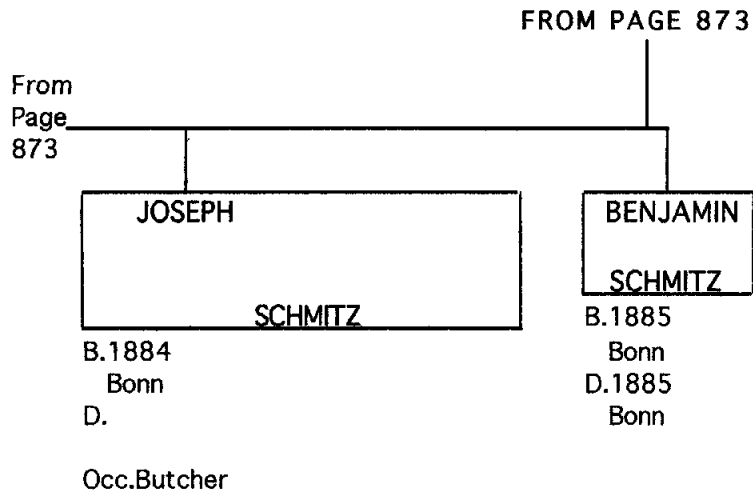 FROM PAGE 873
From
Page
873
JOSEPH
SCHMITZ
B.1884
Bonn
D.
Occ.Butcher
BENJAMIN
SCHMITZ
B.1885
Bonn
D.1885
Bonn